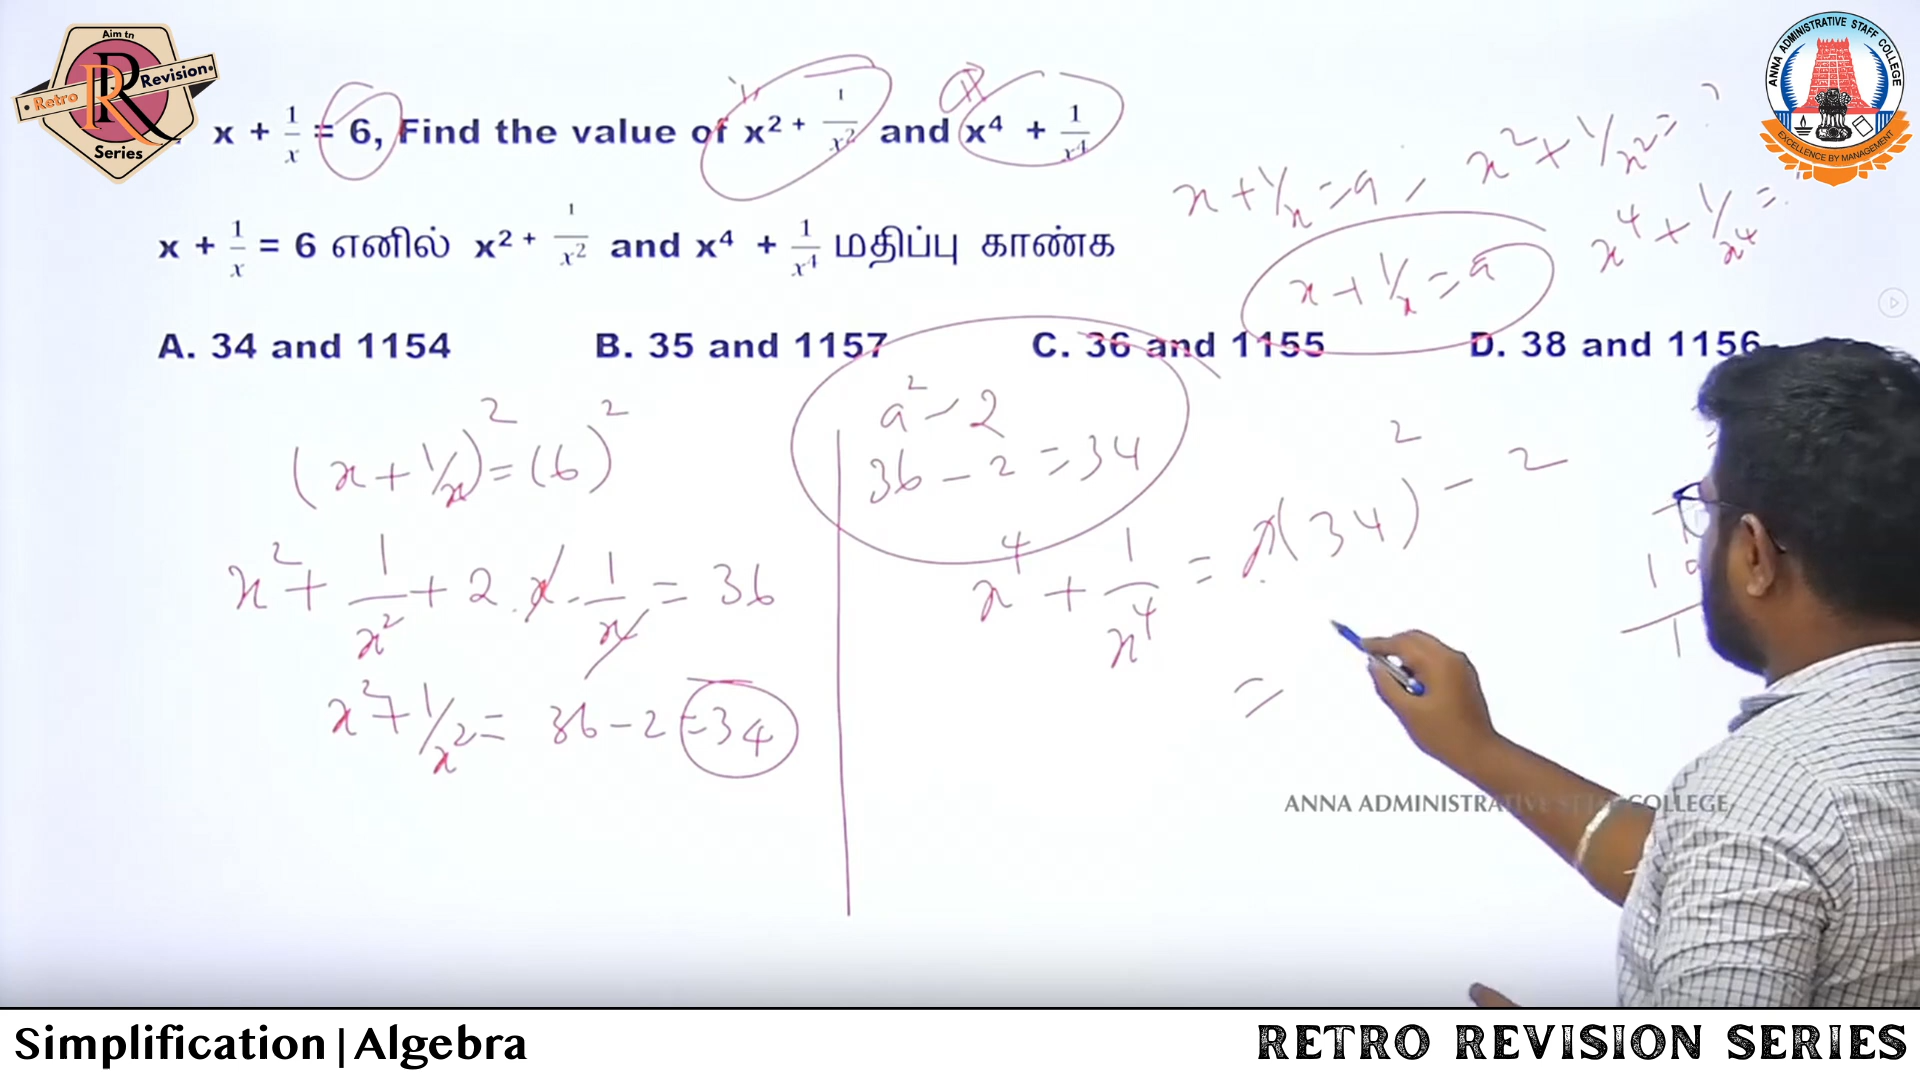 Aim tn
Retro
RR
Revision
Series
ANNA ADMINISTRATIVE STAFF COLLEGE
EXCELLENCE BY MANAGEMENT
x + 1/x = 6, Find the value of x² + 1/x² and x⁴ + 1/x⁴
x + 1/x = 6 எனில் x² + 1/x² and x⁴ + 1/x⁴ மதிப்பு காண்க
x + 1/x = a, x² + 1/x² = ?
x⁴ + 1/x⁴ =
x + 1/x = a
A. 34 and 1154
B. 35 and 1157
C. 36 and 1155
D. 38 and 1156
(x + 1/x)² = (6)²
x² + 1/x² + 2.x.1/x = 36
x² + 1/x² = 36 - 2 = 34
a² - 2
36 - 2 = 34
x⁴ + 1/x⁴ = (34)² - 2
=
ANNA ADMINISTRATIVE STAFF COLLEGE
Simplification|Algebra
RETRO REVISION SERIES